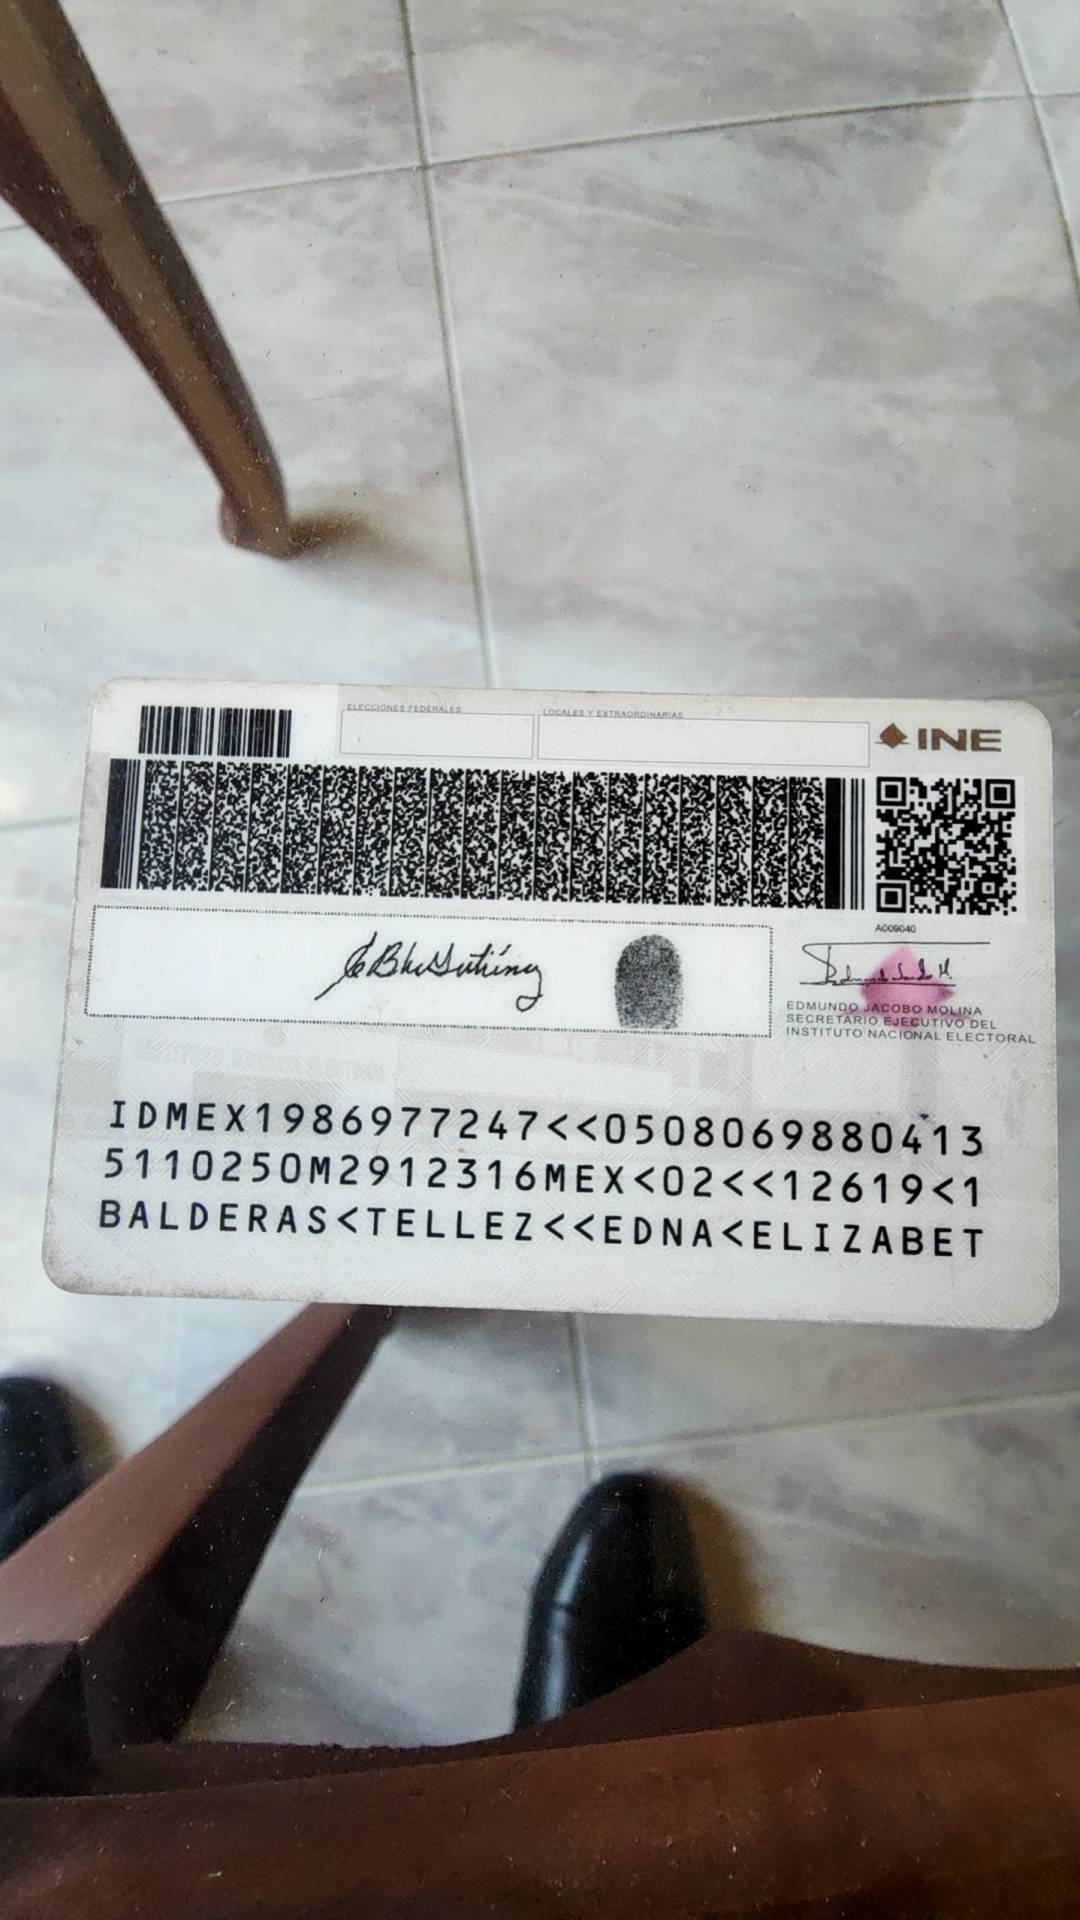 ELECCIONES FEDERALES
LOCALES Y EXTRAORDINARIAS
INE
A009040
EDMUNDO JACOBO MOLINA
SECRETARIO EJECUTIVO DEL
INSTITUTO NACIONAL ELECTORAL
IDMEX1986977247<<0508069880413
5110250M2912316MEX<02<<12619<1
BALDERAS<TELLEZ<<EDNA<ELIZABET